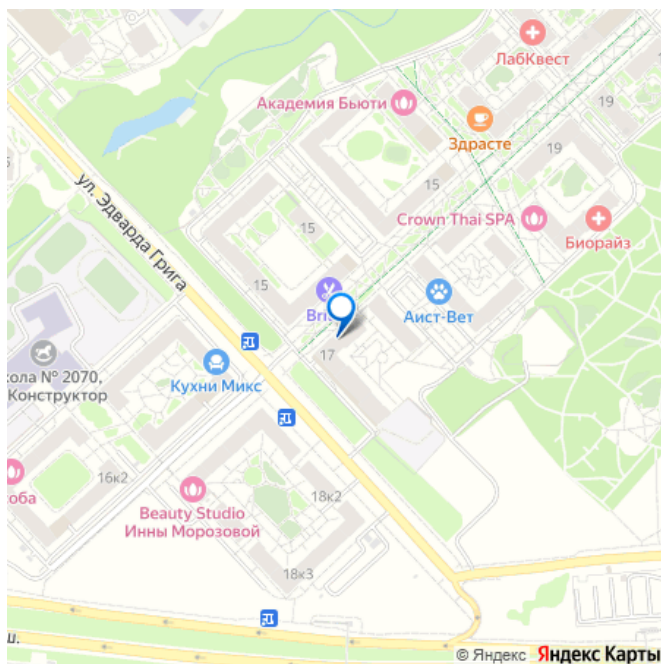 ЛабКвест
Академия Бьюти
Здрасте
19
19
15
Crown Thai SPA
Биорайз
ул. Эдварда Грига
15
15
Аист-Вет
17
Кухни Микс
кола № 2070,
Конструктор
16к2
соба
Beauty Studio
Инны Морозовой
18к2
18к3
ш.
© Яндекс Яндекс Карты